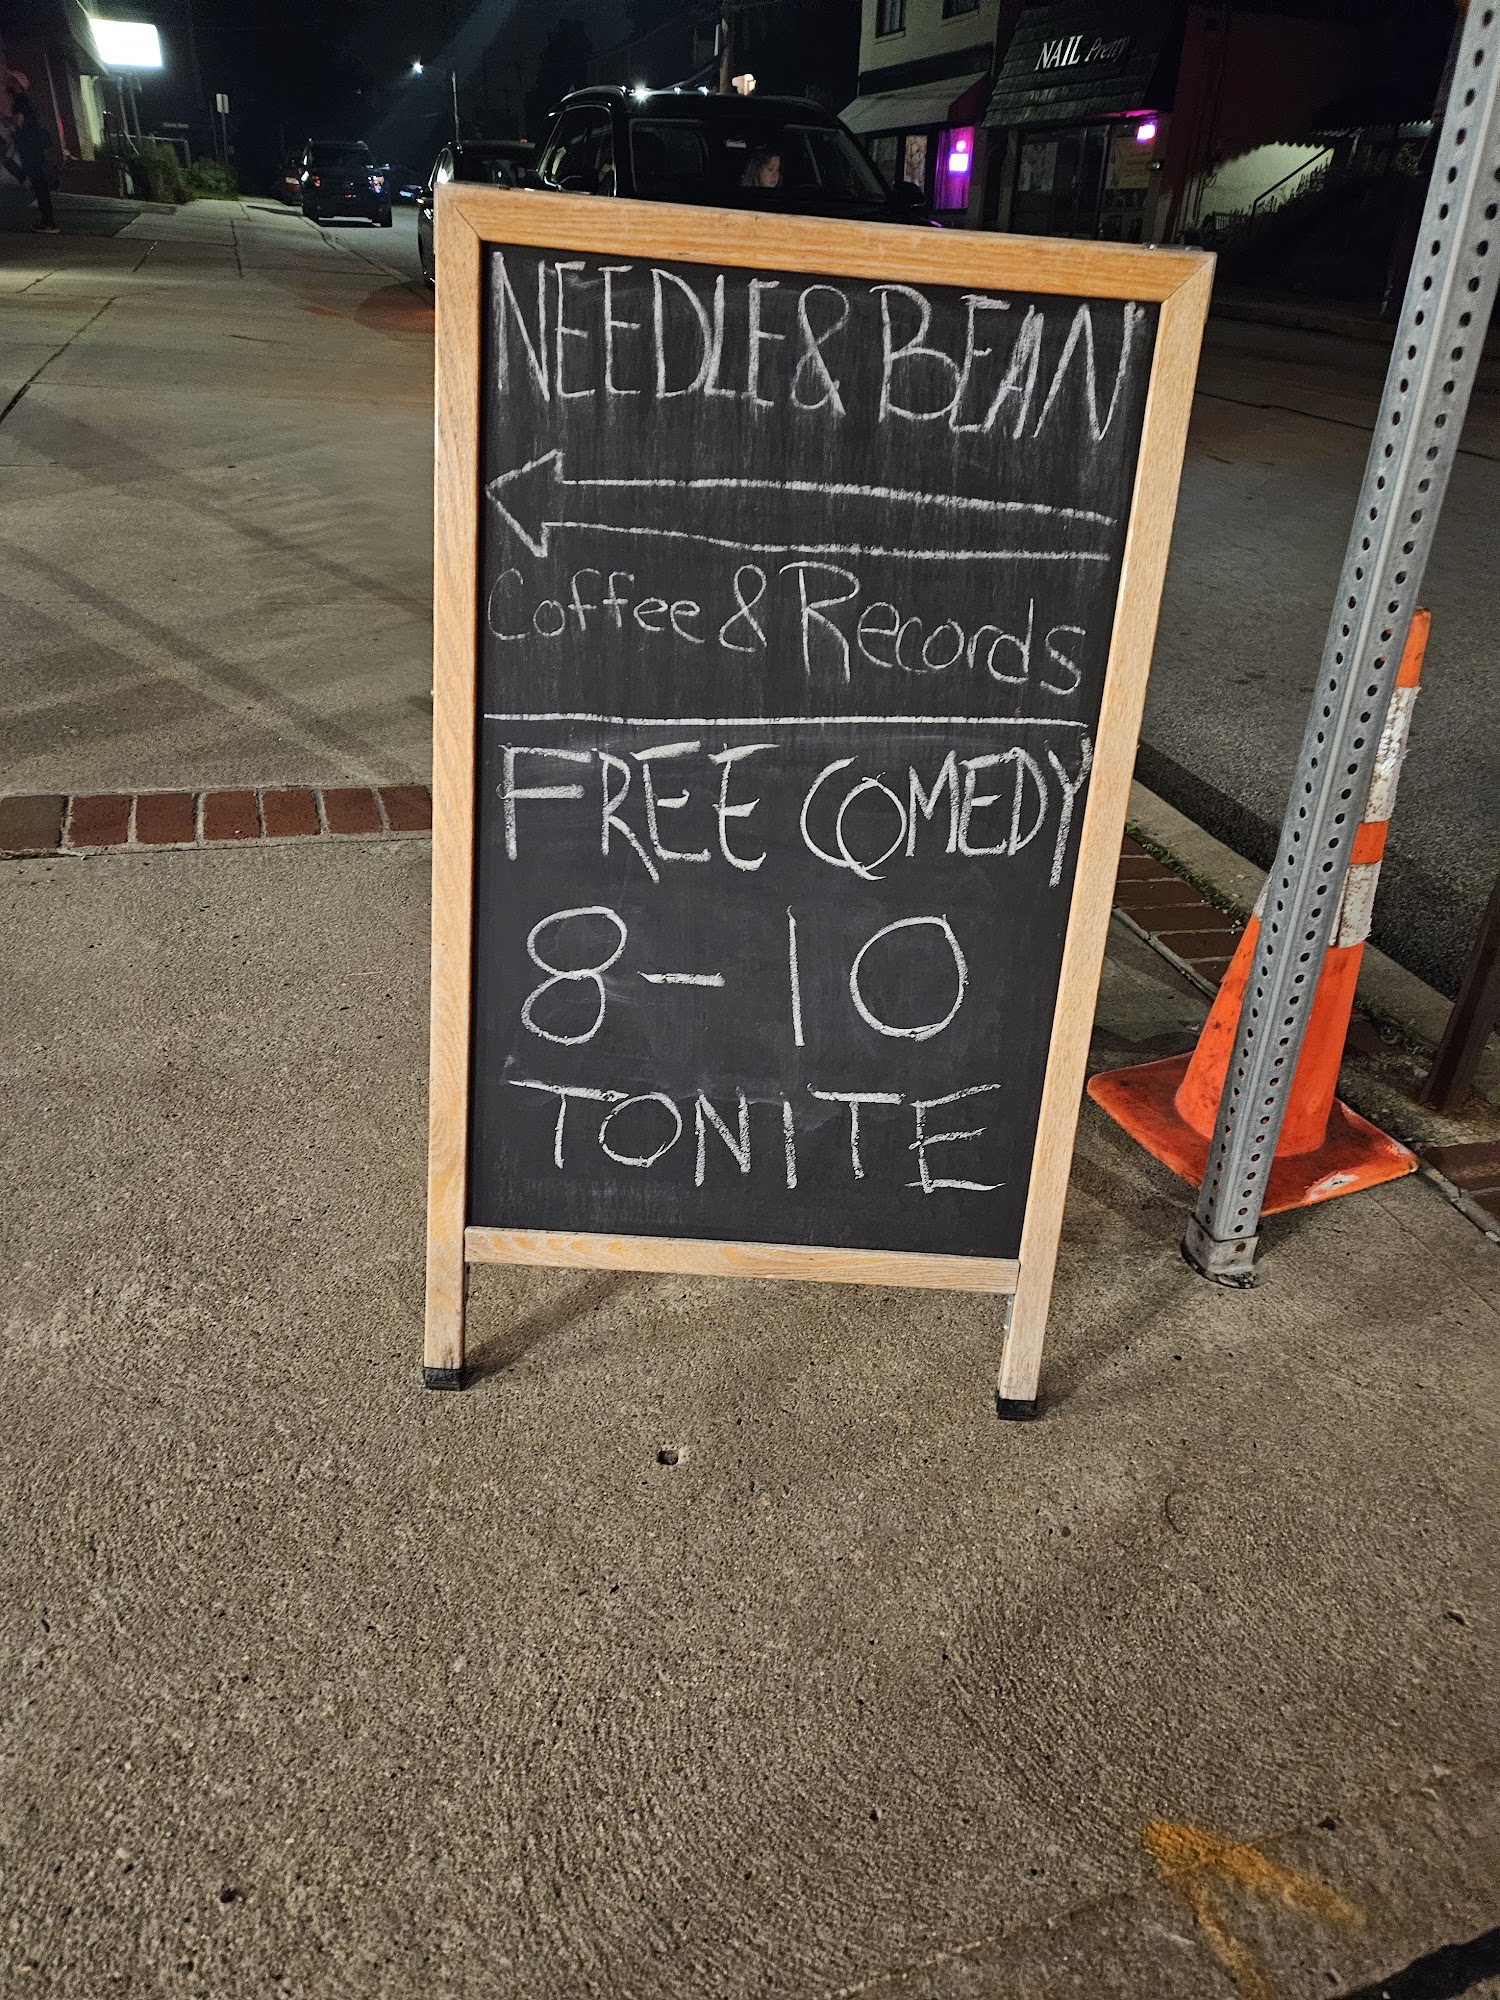 NAIL Pretty
NEEDLE & BEAN
Coffee & Records
FREE COMEDY
8-10
TONITE